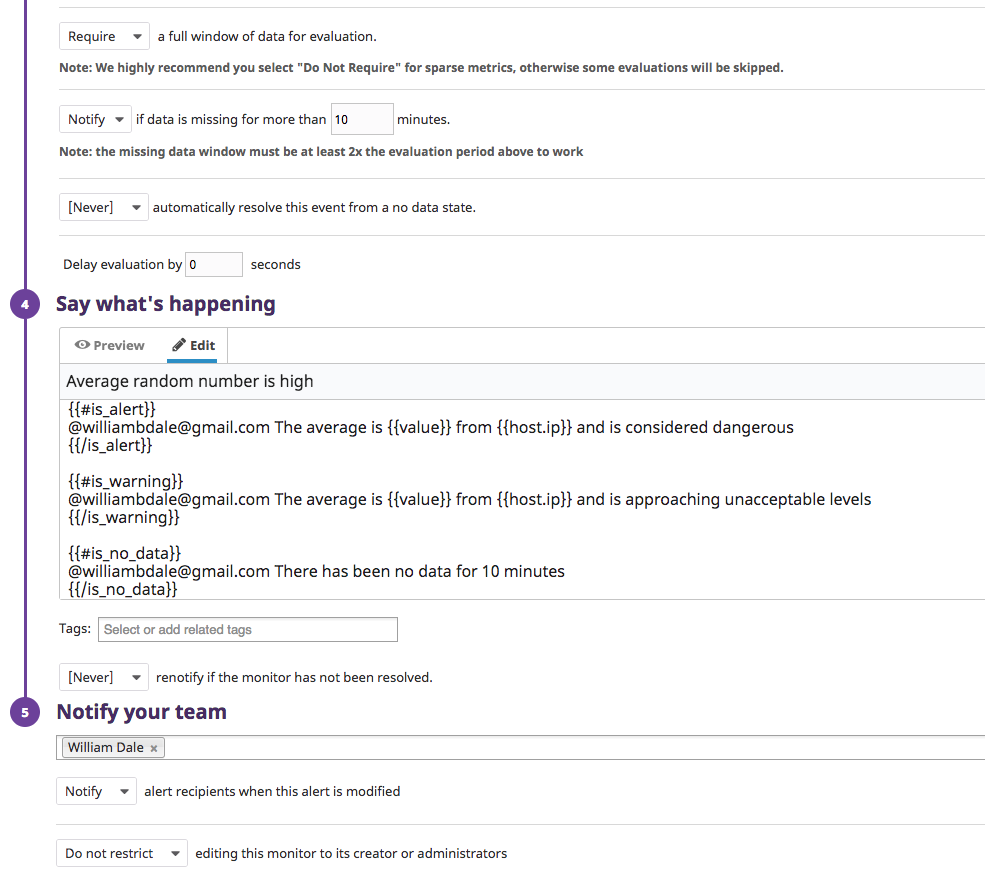 Require a full window of data for evaluation.
Note: We highly recommend you select "Do Not Require" for sparse metrics, otherwise some evaluations will be skipped.
Notify if data is missing for more than 10 minutes.
Note: the missing data window must be at least 2x the evaluation period above to work
[Never] automatically resolve this event from a no data state.
Delay evaluation by 0 seconds
4 Say what's happening
Preview Edit
Average random number is high
{{#is_alert}}
@williambdale@gmail.com The average is {{value}} from {{host.ip}} and is considered dangerous
{{/is_alert}}
{{#is_warning}}
@williambdale@gmail.com The average is {{value}} from {{host.ip}} and is approaching unacceptable levels
{{/is_warning}}
{{#is_no_data}}
@williambdale@gmail.com There has been no data for 10 minutes
{{/is_no_data}}
Tags: Select or add related tags
[Never] renotify if the monitor has not been resolved.
5 Notify your team
William Dale ×
Notify alert recipients when this alert is modified
Do not restrict editing this monitor to its creator or administrators